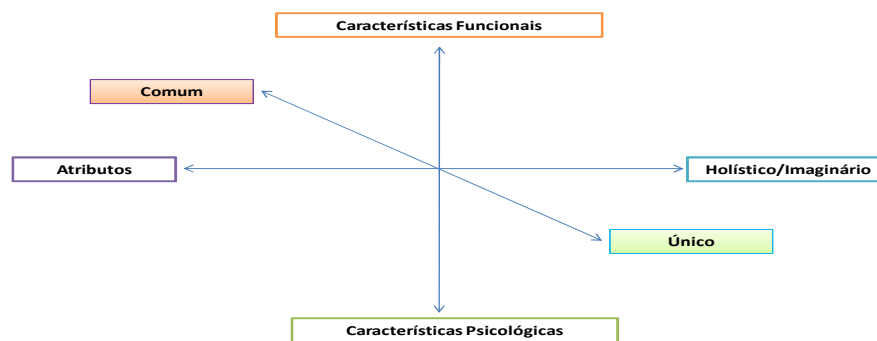 Características Funcionais
Comum
Atributos
Holístico/Imaginário
Único
Características Psicológicas